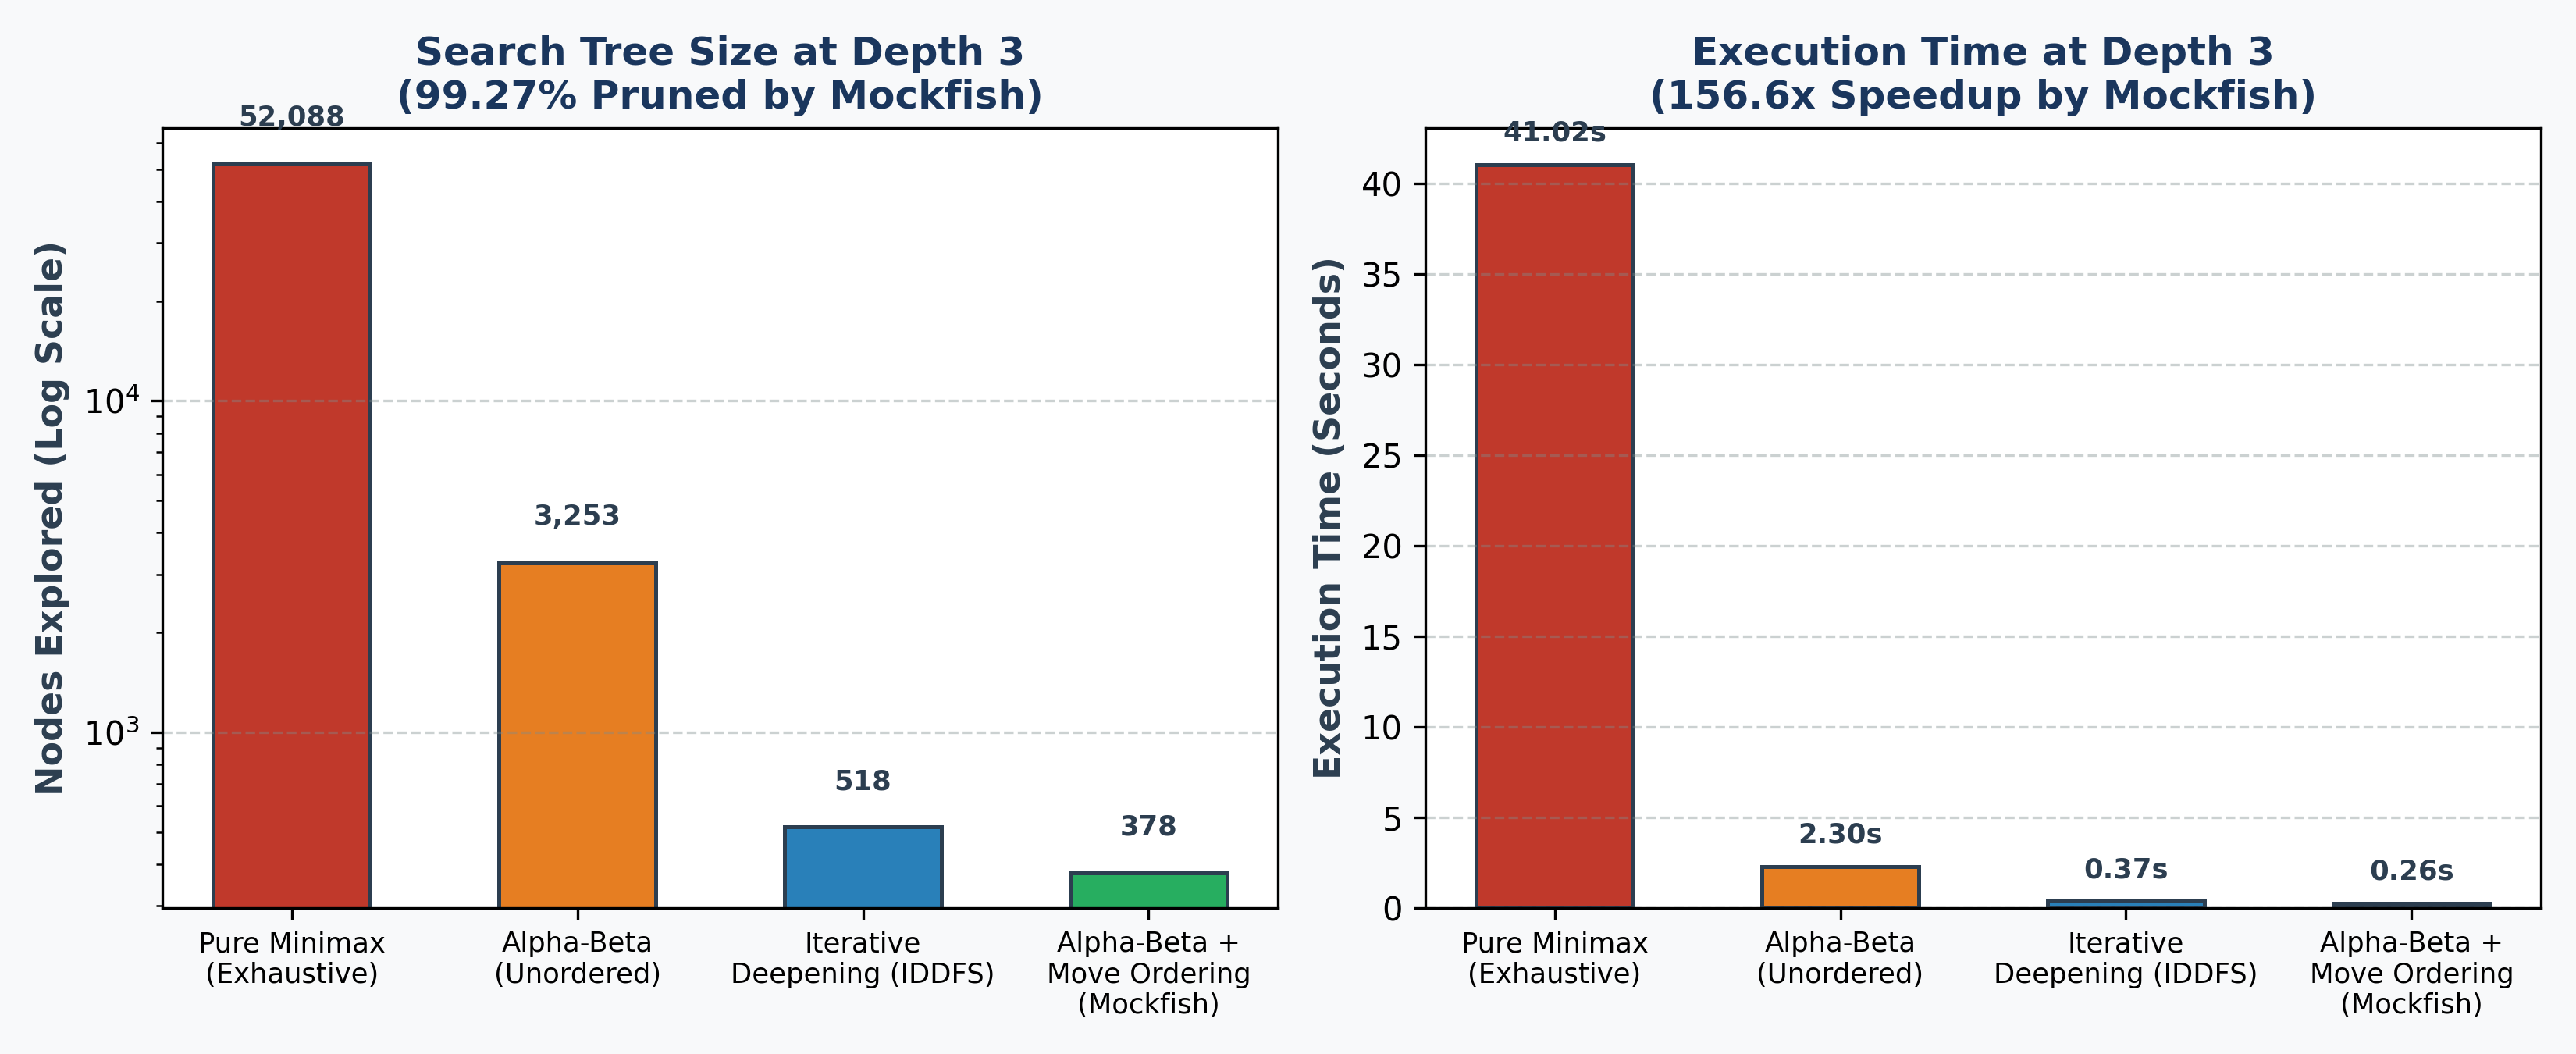 Search Tree Size at Depth 3
(99.27% Pruned by Mockfish)
52,088
3,253
518
378
Nodes Explored (Log Scale)
10⁴
10³
Pure Minimax
(Exhaustive)
Alpha-Beta
(Unordered)
Iterative
Deepening (IDDFS)
Alpha-Beta +
Move Ordering
(Mockfish)
Execution Time at Depth 3
(156.6x Speedup by Mockfish)
41.02s
2.30s
0.37s
0.26s
Execution Time (Seconds)
40
35
30
25
20
15
10
5
0
Pure Minimax
(Exhaustive)
Alpha-Beta
(Unordered)
Iterative
Deepening (IDDFS)
Alpha-Beta +
Move Ordering
(Mockfish)